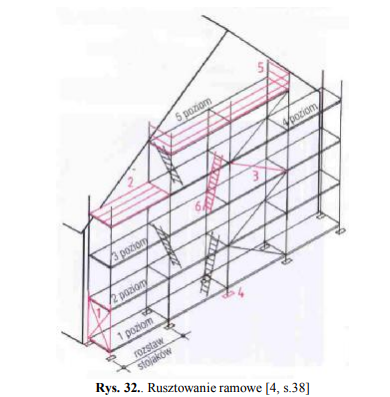 5
5 poziom
4 poziom
2
3
6
3 poziom
2 poziom
1
4
1 poziom
rozstaw
stojaków
Rys. 32.. Rusztowanie ramowe [4, s.38]